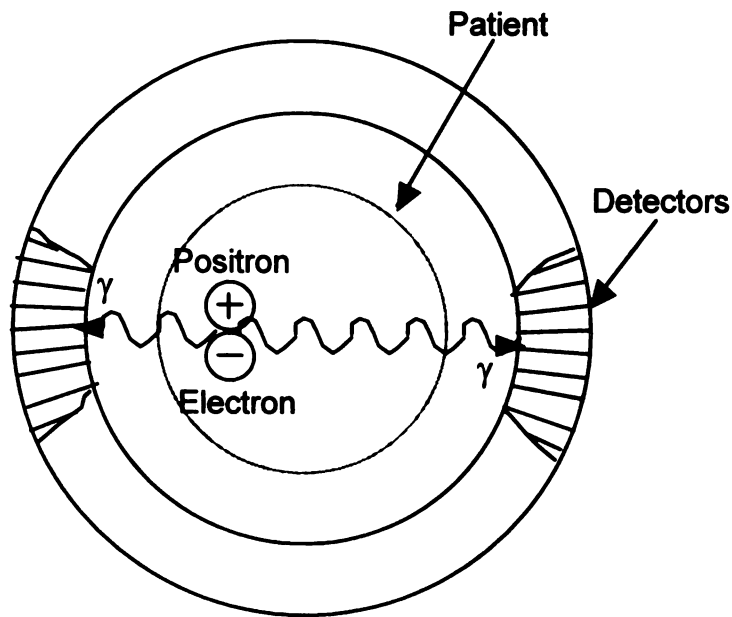 Patient
Detectors
Positron
γ
+
−
γ
Electron